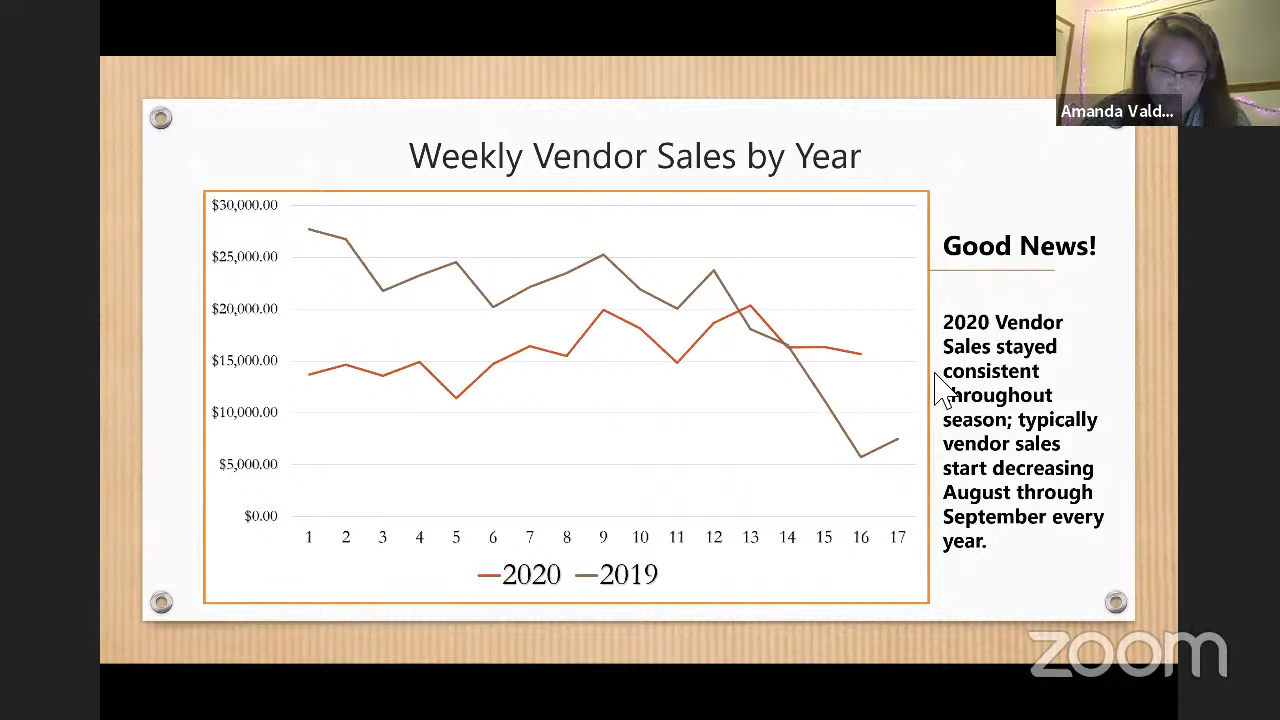 Amanda Vald...
Weekly Vendor Sales by Year
$30,000.00
$25,000.00
$20,000.00
$15,000.00
$10,000.00
$5,000.00
$0.00
1 2 3 4 5 6 7 8 9 10 11 12 13 14 15 16 17
2020 2019
Good News!
2020 Vendor
Sales stayed
consistent
throughout
season; typically
vendor sales
start decreasing
August through
September every
year.
zoom